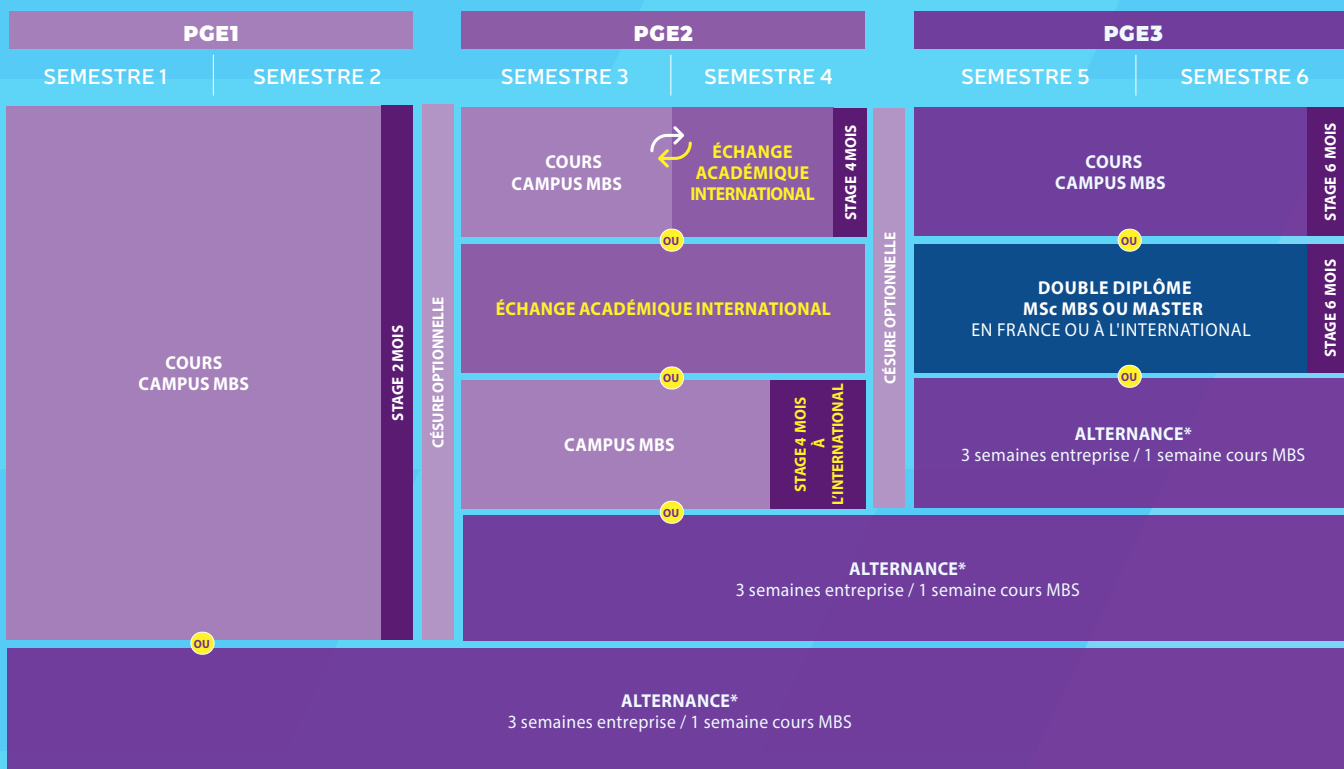 PGE1
SEMESTRE 1
SEMESTRE 2
COURS
CAMPUS MBS
STAGE 2 MOIS
CÉSURE OPTIONNELLE
PGE2
SEMESTRE 3
SEMESTRE 4
COURS
CAMPUS MBS
ÉCHANGE
ACADÉMIQUE
INTERNATIONAL
STAGE 4 MOIS
OU
ÉCHANGE ACADÉMIQUE INTERNATIONAL
OU
CAMPUS MBS
STAGE 4 MOIS
À
L'INTERNATIONAL
CÉSURE OPTIONNELLE
PGE3
SEMESTRE 5
SEMESTRE 6
COURS
CAMPUS MBS
STAGE 6 MOIS
OU
DOUBLE DIPLÔME
MSc MBS OU MASTER
EN FRANCE OU À L'INTERNATIONAL
STAGE 6 MOIS
OU
ALTERNANCE*
3 semaines entreprise / 1 semaine cours MBS
OU
ALTERNANCE*
3 semaines entreprise / 1 semaine cours MBS
OU
ALTERNANCE*
3 semaines entreprise / 1 semaine cours MBS